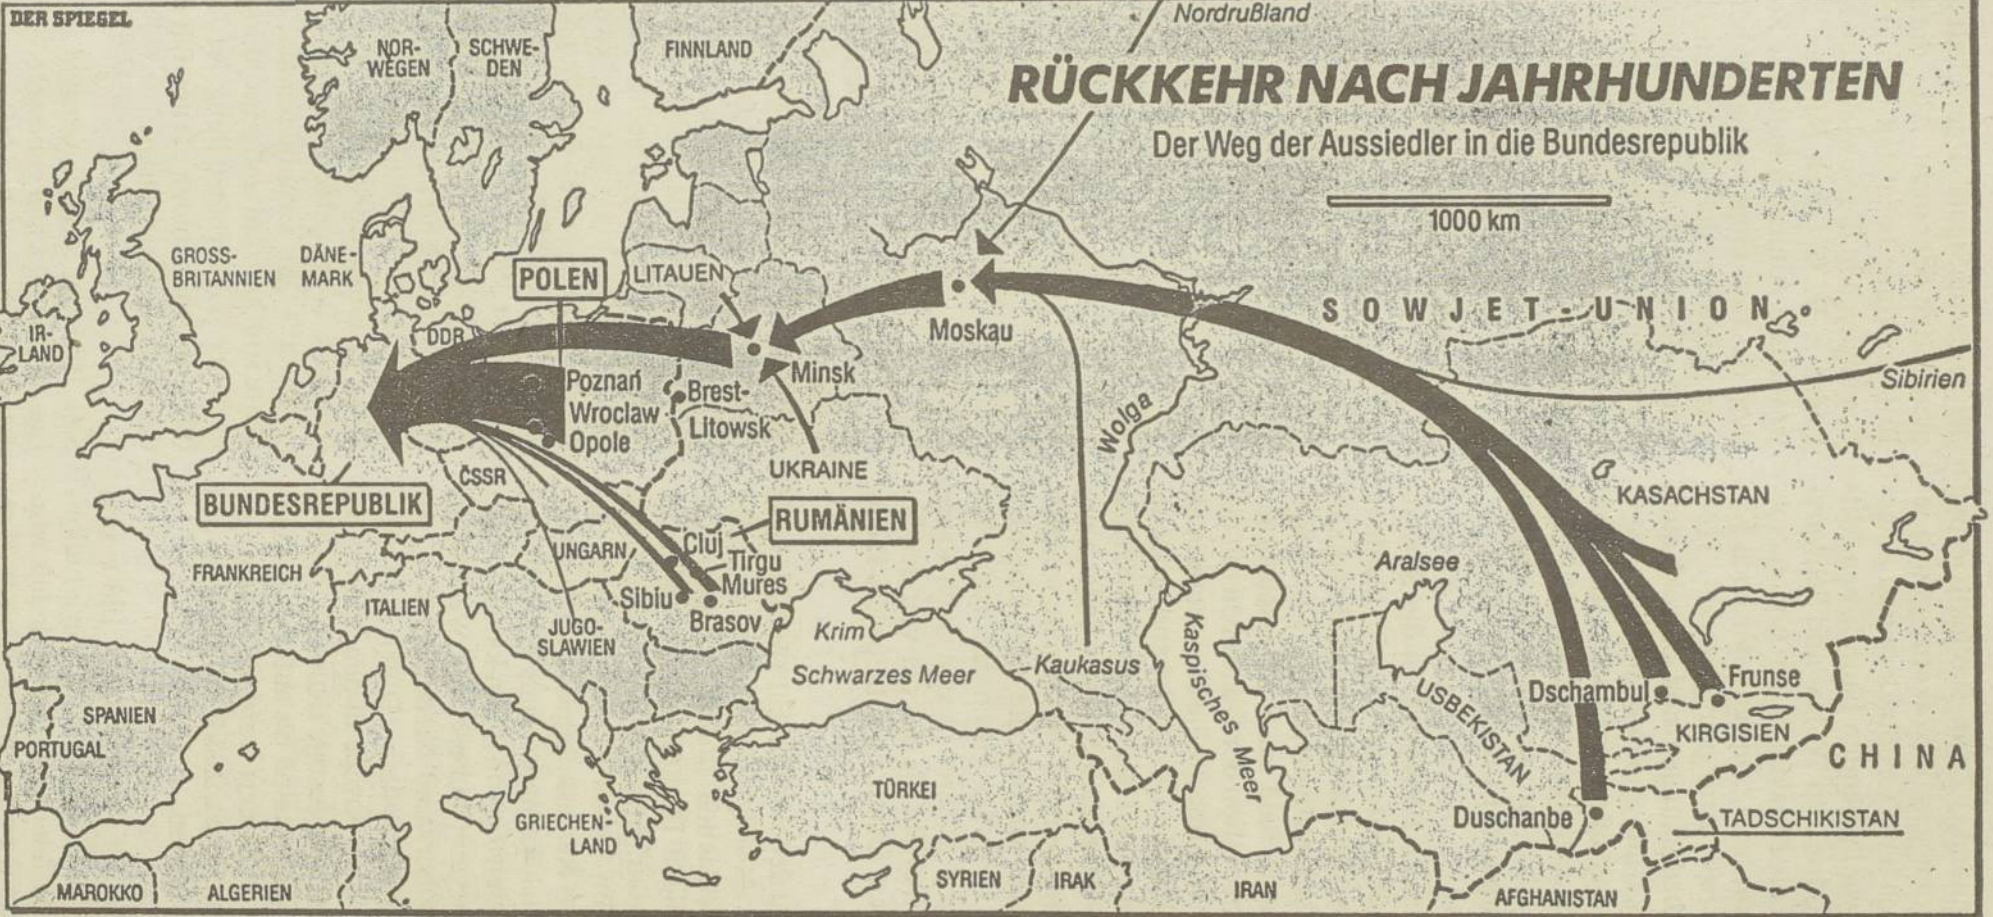 DER SPIEGEL
Nordrußland
NOR-
WEGEN
SCHWE-
DEN
FINNLAND
RÜCKKEHR NACH JAHRHUNDERTEN
Der Weg der Aussiedler in die Bundesrepublik
1000 km
GROSS-
BRITANNIEN
DÄNE-
MARK
POLEN
LITAUEN
SOWJET-UNION
IR-
LAND
DDR
Moskau
Minsk
Sibirien
Poznań
Wroclaw
Opole
Brest-
Litowsk
Wolga
UKRAINE
ČSSR
BUNDESREPUBLIK
RUMÄNIEN
KASACHSTAN
UNGARN
Cluj
Tirgu
Mures
Aralsee
FRANKREICH
ITALIEN
Sibiu
Brasov
JUGO-
SLAWIEN
Krim
Schwarzes Meer
Kaukasus
Kaspisches Meer
USBEKISTAN
Dschambul
Frunse
KIRGISIEN
SPANIEN
PORTUGAL
CHINA
TÜRKEI
GRIECHEN-
LAND
Duschanbe
TADSCHIKISTAN
MAROKKO
ALGERIEN
SYRIEN
IRAK
IRAN
AFGHANISTAN